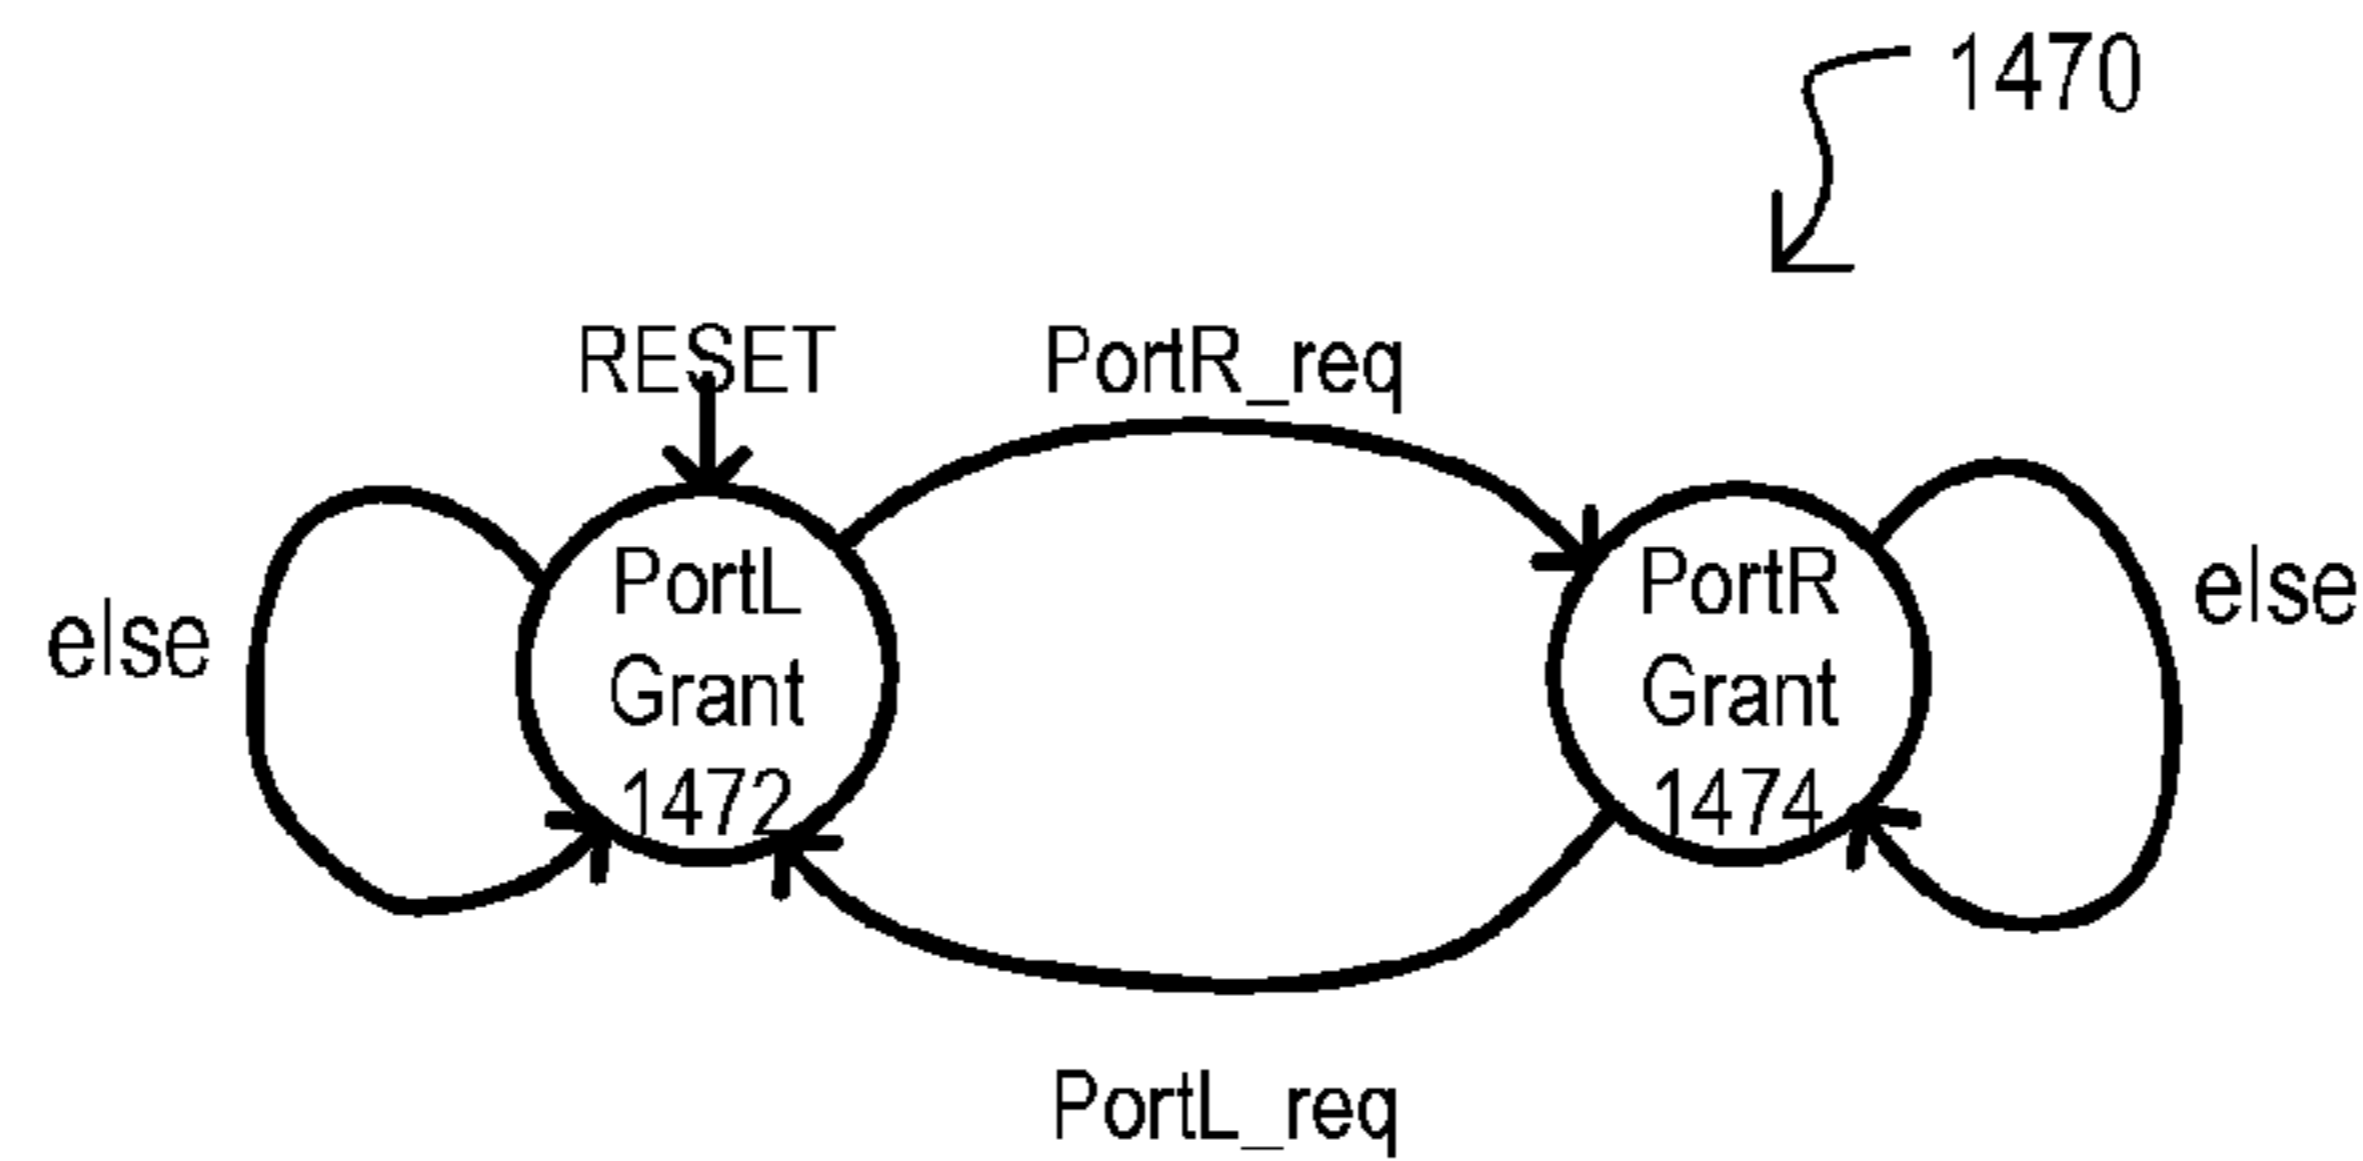 1470
RESET
PortR_req
PortL
Grant
1472
PortR
Grant
1474
else
else
PortL_req